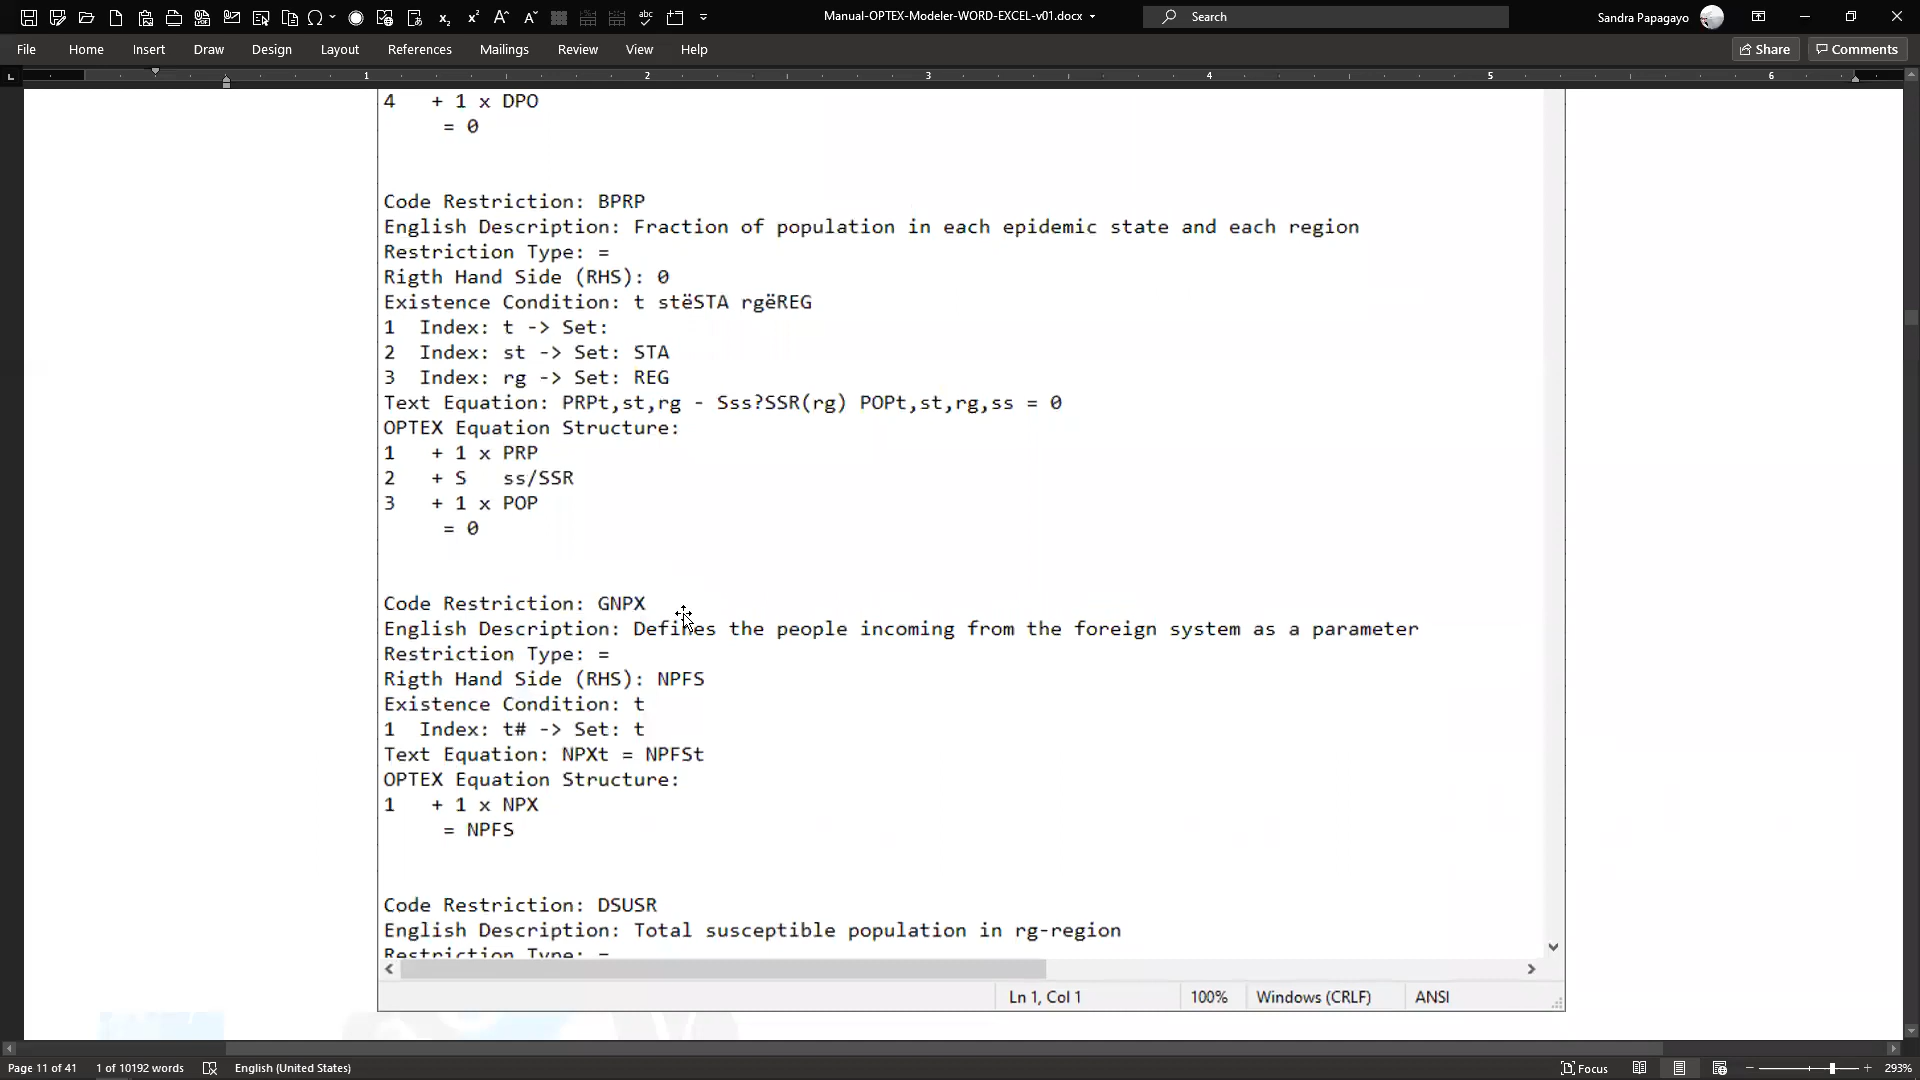 Manual-OPTEX-Modeler-WORD-EXCEL-v01.docx
Search
Sandra Papagayo
File Home Insert Draw Design Layout References Mailings Review View Help
Share Comments
1 2 3 4 5 6
4 + 1 x DPO
= 0
Code Restriction: BPRP
English Description: Fraction of population in each epidemic state and each region
Restriction Type: =
Rigth Hand Side (RHS): 0
Existence Condition: t stëSTA rgëREG
1 Index: t -> Set:
2 Index: st -> Set: STA
3 Index: rg -> Set: REG
Text Equation: PRPt,st,rg - Sss?SSR(rg) POPt,st,rg,ss = 0
OPTEX Equation Structure:
1 + 1 x PRP
2 + S ss/SSR
3 + 1 x POP
= 0
Code Restriction: GNPX
English Description: Defines the people incoming from the foreign system as a parameter
Restriction Type: =
Rigth Hand Side (RHS): NPFS
Existence Condition: t
1 Index: t# -> Set: t
Text Equation: NPXt = NPFSt
OPTEX Equation Structure:
1 + 1 x NPX
= NPFS
Code Restriction: DSUSR
English Description: Total susceptible population in rg-region
Restriction Type: =
Ln 1, Col 1 100% Windows (CRLF) ANSI
Page 11 of 41 1 of 10192 words English (United States) Focus 293%